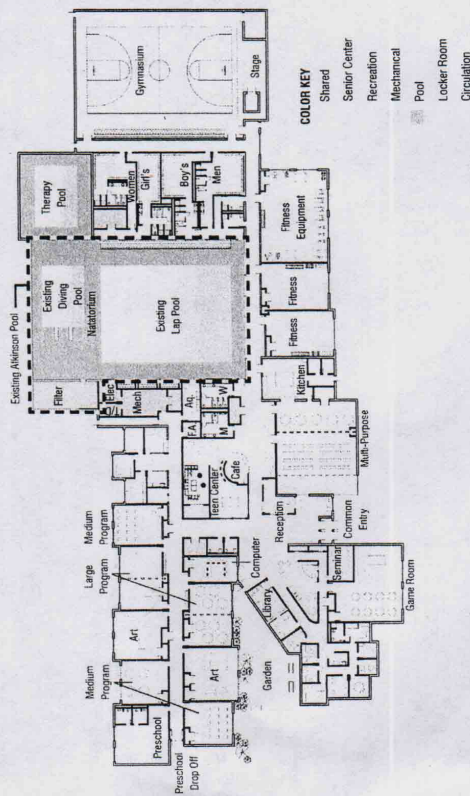 Existing Atkinson Pool
Therapy
Pool
Existing
Diving
Pool
Natatorium
Existing
Lap Pool
Filter
Elec
Mech
Aq.
F.A.
W
M
Women
Girl's
Boy's
Men
Gymnasium
Stage
Medium
Program
Large
Program
Art
Medium
Program
Preschool
Preschool
Drop Off
Art
Computer
Teen Center
Cafe
Library
Garden
Reception
Seminar
Game Room
Common
Entry
Multi-Purpose
Kitchen
Fitness
Fitness
Fitness
Equipment
COLOR KEY
Shared
Senior Center
Recreation
Mechanical
Pool
Locker Room
Circulation